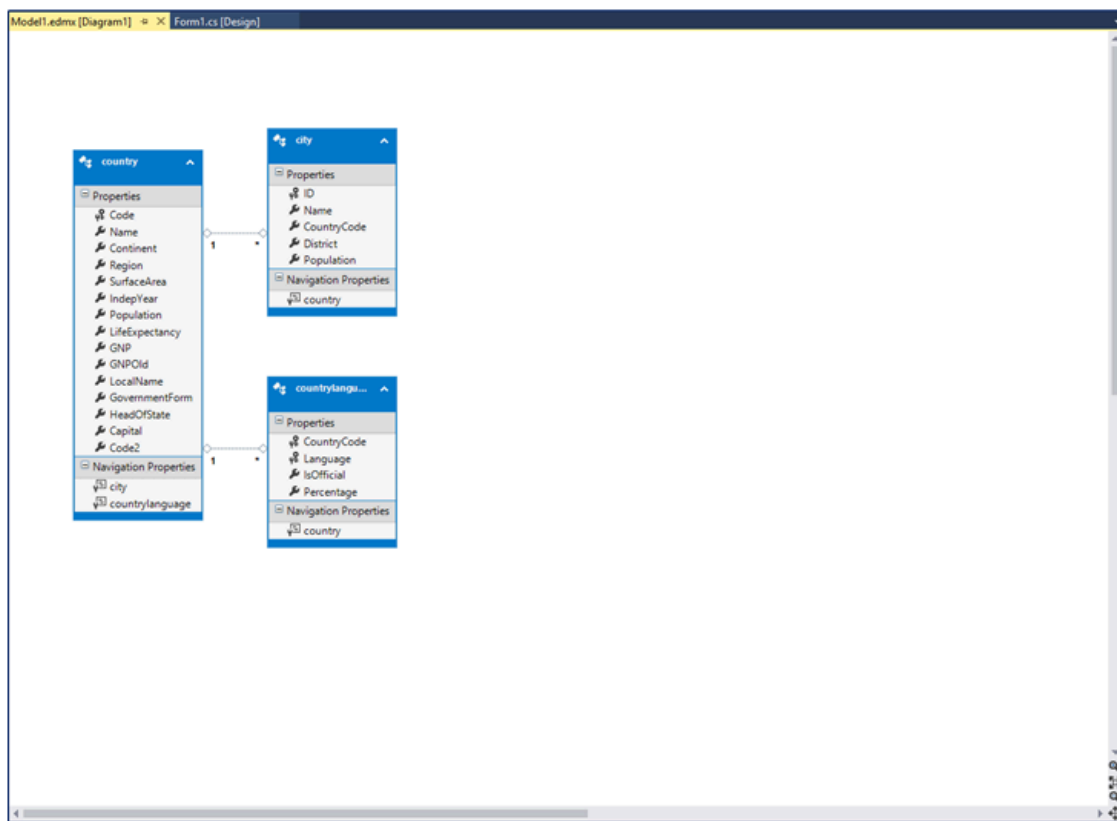 Model1.edmx [Diagram1]
Form1.cs [Design]
country
Properties
Code
Name
Continent
Region
SurfaceArea
IndepYear
Population
LifeExpectancy
GNP
GNPOld
LocalName
GovernmentForm
HeadOfState
Capital
Code2
Navigation Properties
city
countrylanguage
1
*
city
Properties
ID
Name
CountryCode
District
Population
Navigation Properties
country
1
*
countrylangu...
Properties
CountryCode
Language
IsOfficial
Percentage
Navigation Properties
country